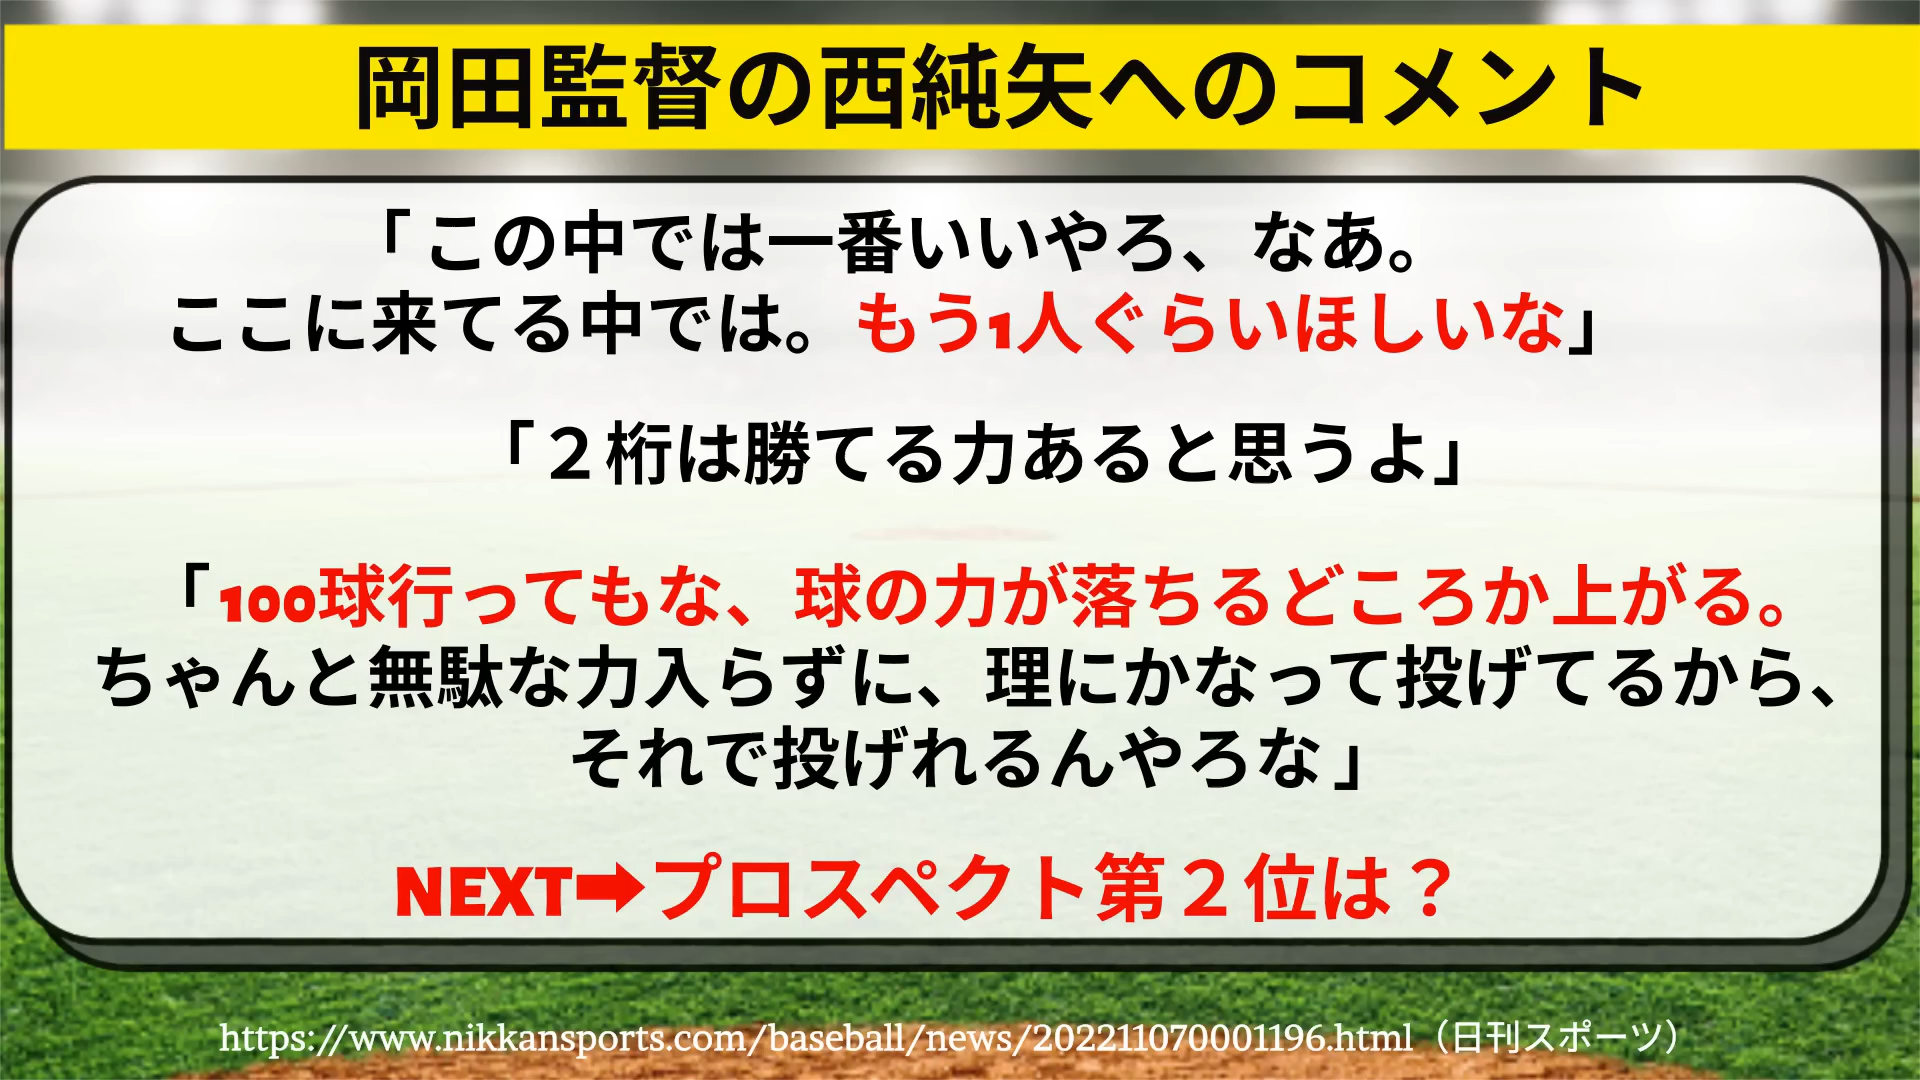 岡田監督の西純矢へのコメント
「この中では一番いいやろ、なあ。
ここに来てる中では。もう1人ぐらいほしいな」
「２桁は勝てる力あると思うよ」
「100球行ってもな、球の力が落ちるどころか上がる。
ちゃんと無駄な力入らずに、理にかなって投げてるから、
それで投げれるんやろな」
NEXT➡プロスペクト第２位は？
https://www.nikkansports.com/baseball/news/202211070001196.html（日刊スポーツ）